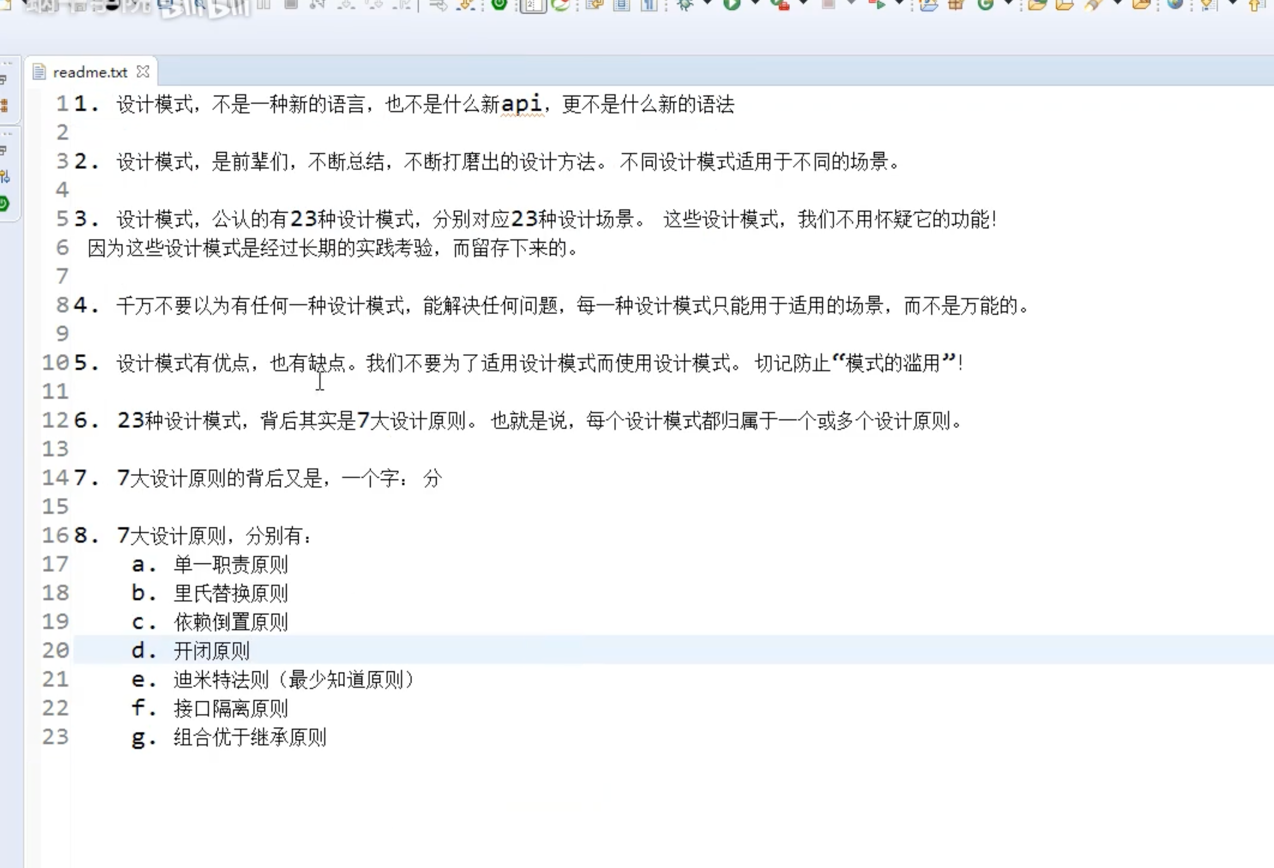 bilibili
readme.txt
1 1. 设计模式，不是一种新的语言，也不是什么新api，更不是什么新的语法
2
3 2. 设计模式，是前辈们，不断总结，不断打磨出的设计方法。 不同设计模式适用于不同的场景。
4
5 3. 设计模式，公认的有23种设计模式，分别对应23种设计场景。 这些设计模式，我们不用怀疑它的功能！
6 因为这些设计模式是经过长期的实践考验，而留存下来的。
7
8 4. 千万不要以为有任何一种设计模式，能解决任何问题，每一种设计模式只能用于适用的场景，而不是万能的。
9
10 5. 设计模式有优点，也有缺点。我们不要为了适用设计模式而使用设计模式。 切记防止“模式的滥用”！
11
12 6. 23种设计模式，背后其实是7大设计原则。 也就是说，每个设计模式都归属于一个或多个设计原则。
13
14 7. 7大设计原则的背后又是，一个字： 分
15
16 8. 7大设计原则，分别有：
17 a. 单一职责原则
18 b. 里氏替换原则
19 c. 依赖倒置原则
20 d. 开闭原则
21 e. 迪米特法则（最少知道原则）
22 f. 接口隔离原则
23 g. 组合优于继承原则